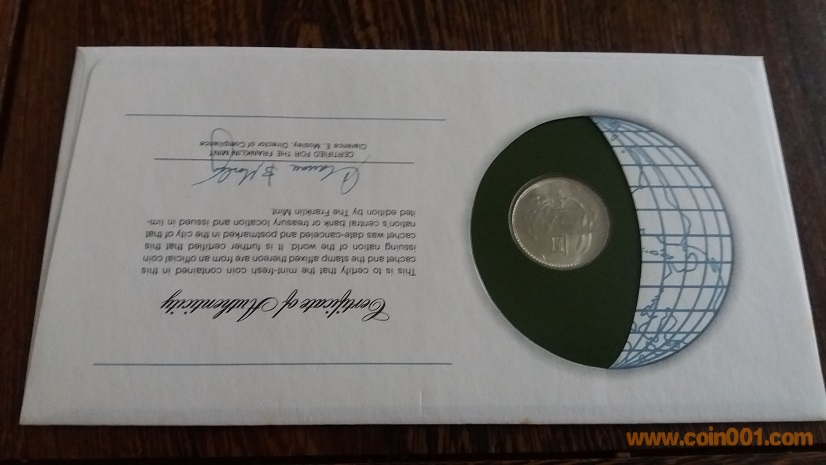 Certificate of Authenticity
This is to certify that the mint-fresh coin contained in this
cachet and the stamp affixed thereon are from an official coin
issuing nation of the world. It is further certified that this
cachet was date-canceled and postmarked in the city of that
nation's central bank or treasury location and issued in lim-
ited edition by The Franklin Mint.
CERTIFIED FOR THE FRANKLIN MINT
Clarence E. Mosley, Director of Compliance
www.coin001.com